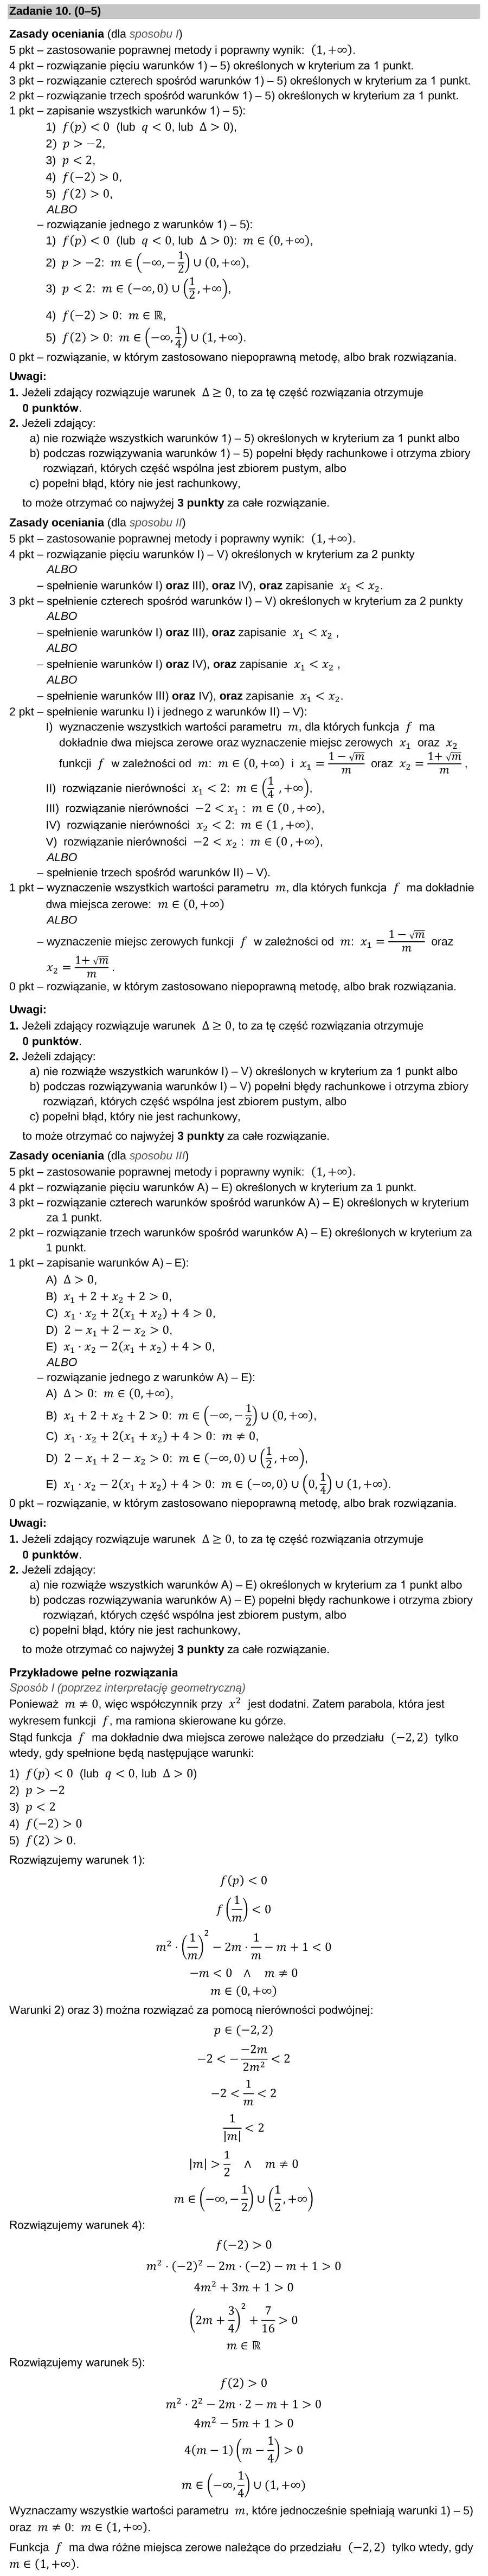 Zadanie 10. (0–5)
Zasady oceniania (dla sposobu I)
5 pkt – zastosowanie poprawnej metody i poprawny wynik: (1, +∞).
4 pkt – rozwiązanie pięciu warunków 1) – 5) określonych w kryterium za 1 punkt.
3 pkt – rozwiązanie czterech spośród warunków 1) – 5) określonych w kryterium za 1 punkt.
2 pkt – rozwiązanie trzech spośród warunków 1) – 5) określonych w kryterium za 1 punkt.
1 pkt – zapisanie wszystkich warunków 1) – 5):
1) f(p) < 0 (lub q < 0, lub Δ > 0),
2) p > −2,
3) p < 2,
4) f(−2) > 0,
5) f(2) > 0,
ALBO
– rozwiązanie jednego z warunków 1) – 5):
1) f(p) < 0 (lub q < 0, lub Δ > 0): m ∈ (0, +∞),
2) p > −2: m ∈ (−∞, −1/2) ∪ (0, +∞),
3) p < 2: m ∈ (−∞, 0) ∪ (1/2, +∞),
4) f(−2) > 0: m ∈ ℝ,
5) f(2) > 0: m ∈ (−∞, 1/4) ∪ (1, +∞).
0 pkt – rozwiązanie, w którym zastosowano niepoprawną metodę, albo brak rozwiązania.
Uwagi:
1. Jeżeli zdający rozwiązuje warunek Δ ≥ 0, to za tę część rozwiązania otrzymuje
0 punktów.
2. Jeżeli zdający:
a) nie rozwiąże wszystkich warunków 1) – 5) określonych w kryterium za 1 punkt albo
b) podczas rozwiązywania warunków 1) – 5) popełni błędy rachunkowe i otrzyma zbiory
rozwiązań, których część wspólna jest zbiorem pustym, albo
c) popełni błąd, który nie jest rachunkowy,
to może otrzymać co najwyżej 3 punkty za całe rozwiązanie.
Zasady oceniania (dla sposobu II)
5 pkt – zastosowanie poprawnej metody i poprawny wynik: (1, +∞).
4 pkt – rozwiązanie pięciu warunków I) – V) określonych w kryterium za 2 punkty
ALBO
– spełnienie warunków I) oraz III), oraz IV), oraz zapisanie x₁ < x₂.
3 pkt – spełnienie czterech spośród warunków I) – V) określonych w kryterium za 2 punkty
ALBO
– spełnienie warunków I) oraz III), oraz zapisanie x₁ < x₂ ,
ALBO
– spełnienie warunków I) oraz IV), oraz zapisanie x₁ < x₂ ,
ALBO
– spełnienie warunków III) oraz IV), oraz zapisanie x₁ < x₂.
2 pkt – spełnienie warunku I) i jednego z warunków II) – V):
I) wyznaczenie wszystkich wartości parametru m, dla których funkcja f ma
dokładnie dwa miejsca zerowe oraz wyznaczenie miejsc zerowych x₁ oraz x₂
funkcji f w zależności od m: m ∈ (0, +∞) i x₁ = (1 − √m)/m oraz x₂ = (1+ √m)/m ,
II) rozwiązanie nierówności x₁ < 2: m ∈ (1/4 , +∞),
III) rozwiązanie nierówności −2 < x₁ : m ∈ (0 , +∞),
IV) rozwiązanie nierówności x₂ < 2: m ∈ (1 , +∞),
V) rozwiązanie nierówności −2 < x₂ : m ∈ (0 , +∞),
ALBO
– spełnienie trzech spośród warunków II) – V).
1 pkt – wyznaczenie wszystkich wartości parametru m, dla których funkcja f ma dokładnie
dwa miejsca zerowe: m ∈ (0, +∞)
ALBO
– wyznaczenie miejsc zerowych funkcji f w zależności od m: x₁ = (1 − √m)/m oraz
x₂ = (1+ √m)/m .
0 pkt – rozwiązanie, w którym zastosowano niepoprawną metodę, albo brak rozwiązania.
Uwagi:
1. Jeżeli zdający rozwiązuje warunek Δ ≥ 0, to za tę część rozwiązania otrzymuje
0 punktów.
2. Jeżeli zdający:
a) nie rozwiąże wszystkich warunków I) – V) określonych w kryterium za 1 punkt albo
b) podczas rozwiązywania warunków I) – V) popełni błędy rachunkowe i otrzyma zbiory
rozwiązań, których część wspólna jest zbiorem pustym, albo
c) popełni błąd, który nie jest rachunkowy,
to może otrzymać co najwyżej 3 punkty za całe rozwiązanie.
Zasady oceniania (dla sposobu III)
5 pkt – zastosowanie poprawnej metody i poprawny wynik: (1, +∞).
4 pkt – rozwiązanie pięciu warunków A) – E) określonych w kryterium za 1 punkt.
3 pkt – rozwiązanie czterech warunków spośród warunków A) – E) określonych w kryterium
za 1 punkt.
2 pkt – rozwiązanie trzech warunków spośród warunków A) – E) określonych w kryterium za
1 punkt.
1 pkt – zapisanie warunków A) – E):
A) Δ > 0,
B) x₁ + 2 + x₂ + 2 > 0,
C) x₁ · x₂ + 2(x₁ + x₂) + 4 > 0,
D) 2 − x₁ + 2 − x₂ > 0,
E) x₁ · x₂ − 2(x₁ + x₂) + 4 > 0,
ALBO
– rozwiązanie jednego z warunków A) – E):
A) Δ > 0: m ∈ (0, +∞),
B) x₁ + 2 + x₂ + 2 > 0: m ∈ (−∞, −1/2) ∪ (0, +∞),
C) x₁ · x₂ + 2(x₁ + x₂) + 4 > 0: m ≠ 0,
D) 2 − x₁ + 2 − x₂ > 0: m ∈ (−∞, 0) ∪ (1/2, +∞),
E) x₁ · x₂ − 2(x₁ + x₂) + 4 > 0: m ∈ (−∞, 0) ∪ (0, 1/4) ∪ (1, +∞).
0 pkt – rozwiązanie, w którym zastosowano niepoprawną metodę, albo brak rozwiązania.
Uwagi:
1. Jeżeli zdający rozwiązuje warunek Δ ≥ 0, to za tę część rozwiązania otrzymuje
0 punktów.
2. Jeżeli zdający:
a) nie rozwiąże wszystkich warunków A) – E) określonych w kryterium za 1 punkt albo
b) podczas rozwiązywania warunków A) – E) popełni błędy rachunkowe i otrzyma zbiory
rozwiązań, których część wspólna jest zbiorem pustym, albo
c) popełni błąd, który nie jest rachunkowy,
to może otrzymać co najwyżej 3 punkty za całe rozwiązanie.
Przykładowe pełne rozwiązania
Sposób I (poprzez interpretację geometryczną)
Ponieważ m ≠ 0, więc współczynnik przy x² jest dodatni. Zatem parabola, która jest
wykresem funkcji f, ma ramiona skierowane ku górze.
Stąd funkcja f ma dokładnie dwa miejsca zerowe należące do przedziału (−2, 2) tylko
wtedy, gdy spełnione będą następujące warunki:
1) f(p) < 0 (lub q < 0, lub Δ > 0)
2) p > −2
3) p < 2
4) f(−2) > 0
5) f(2) > 0.
Rozwiązujemy warunek 1):
f(p) < 0
f(1/m) < 0
m² · (1/m)² − 2m · 1/m − m + 1 < 0
−m < 0 ∧ m ≠ 0
m ∈ (0, +∞)
Warunki 2) oraz 3) można rozwiązać za pomocą nierówności podwójnej:
p ∈ (−2, 2)
−2 < − −2m/2m² < 2
−2 < 1/m < 2
1/|m| < 2
|m| > 1/2 ∧ m ≠ 0
m ∈ (−∞, −1/2) ∪ (1/2, +∞)
Rozwiązujemy warunek 4):
f(−2) > 0
m² · (−2)² − 2m · (−2) − m + 1 > 0
4m² + 3m + 1 > 0
(2m + 3/4)² + 7/16 > 0
m ∈ ℝ
Rozwiązujemy warunek 5):
f(2) > 0
m² · 2² − 2m · 2 − m + 1 > 0
4m² − 5m + 1 > 0
4(m − 1)(m − 1/4) > 0
m ∈ (−∞, 1/4) ∪ (1, +∞)
Wyznaczamy wszystkie wartości parametru m, które jednocześnie spełniają warunki 1) – 5)
oraz m ≠ 0: m ∈ (1, +∞).
Funkcja f ma dwa różne miejsca zerowe należące do przedziału (−2, 2) tylko wtedy, gdy
m ∈ (1, +∞).